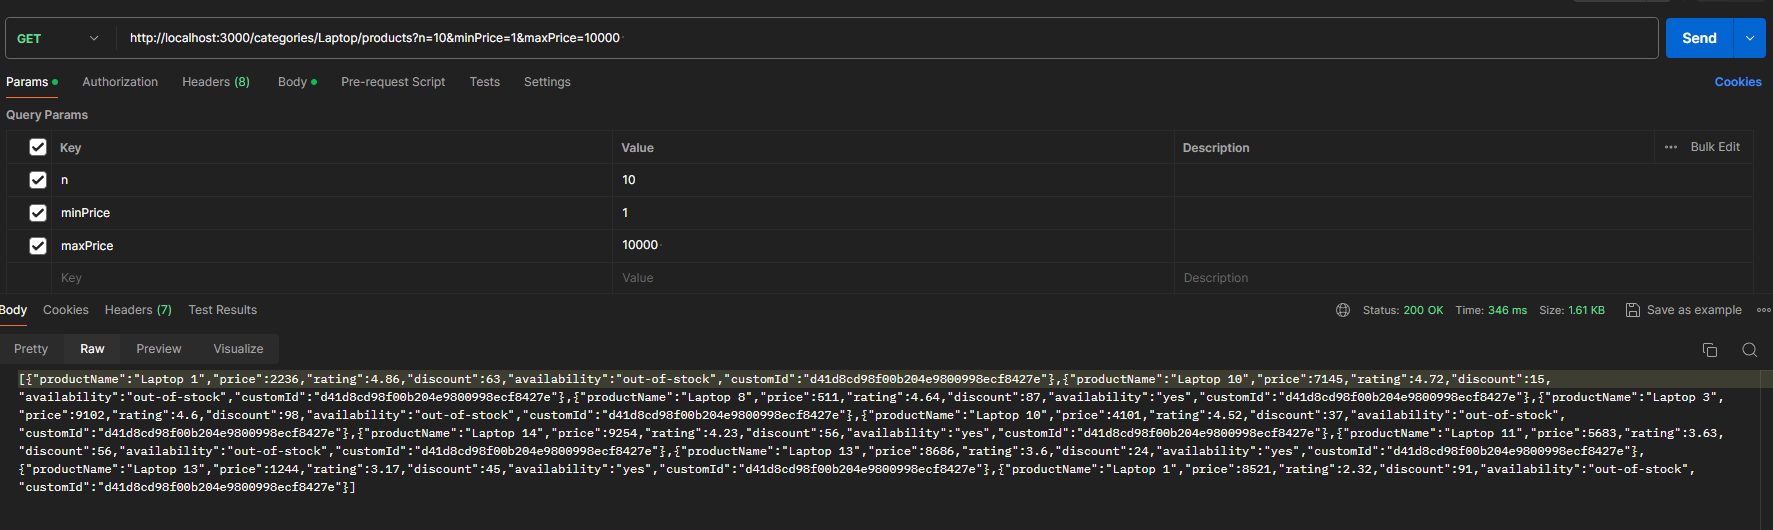 GET http://localhost:3000/categories/Laptop/products?n=10&minPrice=1&maxPrice=10000 Send
Params Authorization Headers (8) Body Pre-request Script Tests Settings Cookies
Query Params
Key Value Description ••• Bulk Edit
n 10
minPrice 1
maxPrice 10000
Key Value Description
Body Cookies Headers (7) Test Results Status: 200 OK Time: 346 ms Size: 1.61 KB Save as example
Pretty Raw Preview Visualize
[{"productName":"Laptop 1","price":2236,"rating":4.86,"discount":63,"availability":"out-of-stock","customId":"d41d8cd98f00b204e9800998ecf8427e"},{"productName":"Laptop 10","price":7145,"rating":4.72,"discount":15,
"availability":"out-of-stock","customId":"d41d8cd98f00b204e9800998ecf8427e"},{"productName":"Laptop 8","price":511,"rating":4.64,"discount":87,"availability":"yes","customId":"d41d8cd98f00b204e9800998ecf8427e"},{"productName":"Laptop 3",
"price":9102,"rating":4.6,"discount":98,"availability":"out-of-stock","customId":"d41d8cd98f00b204e9800998ecf8427e"},{"productName":"Laptop 10","price":4101,"rating":4.52,"discount":37,"availability":"out-of-stock",
"customId":"d41d8cd98f00b204e9800998ecf8427e"},{"productName":"Laptop 14","price":9254,"rating":4.23,"discount":56,"availability":"yes","customId":"d41d8cd98f00b204e9800998ecf8427e"},{"productName":"Laptop 11","price":5683,"rating":3.63,
"discount":56,"availability":"out-of-stock","customId":"d41d8cd98f00b204e9800998ecf8427e"},{"productName":"Laptop 13","price":8686,"rating":3.6,"discount":24,"availability":"yes","customId":"d41d8cd98f00b204e9800998ecf8427e"},
{"productName":"Laptop 13","price":1244,"rating":3.17,"discount":45,"availability":"yes","customId":"d41d8cd98f00b204e9800998ecf8427e"},{"productName":"Laptop 1","price":8521,"rating":2.32,"discount":91,"availability":"out-of-stock",
"customId":"d41d8cd98f00b204e9800998ecf8427e"}]